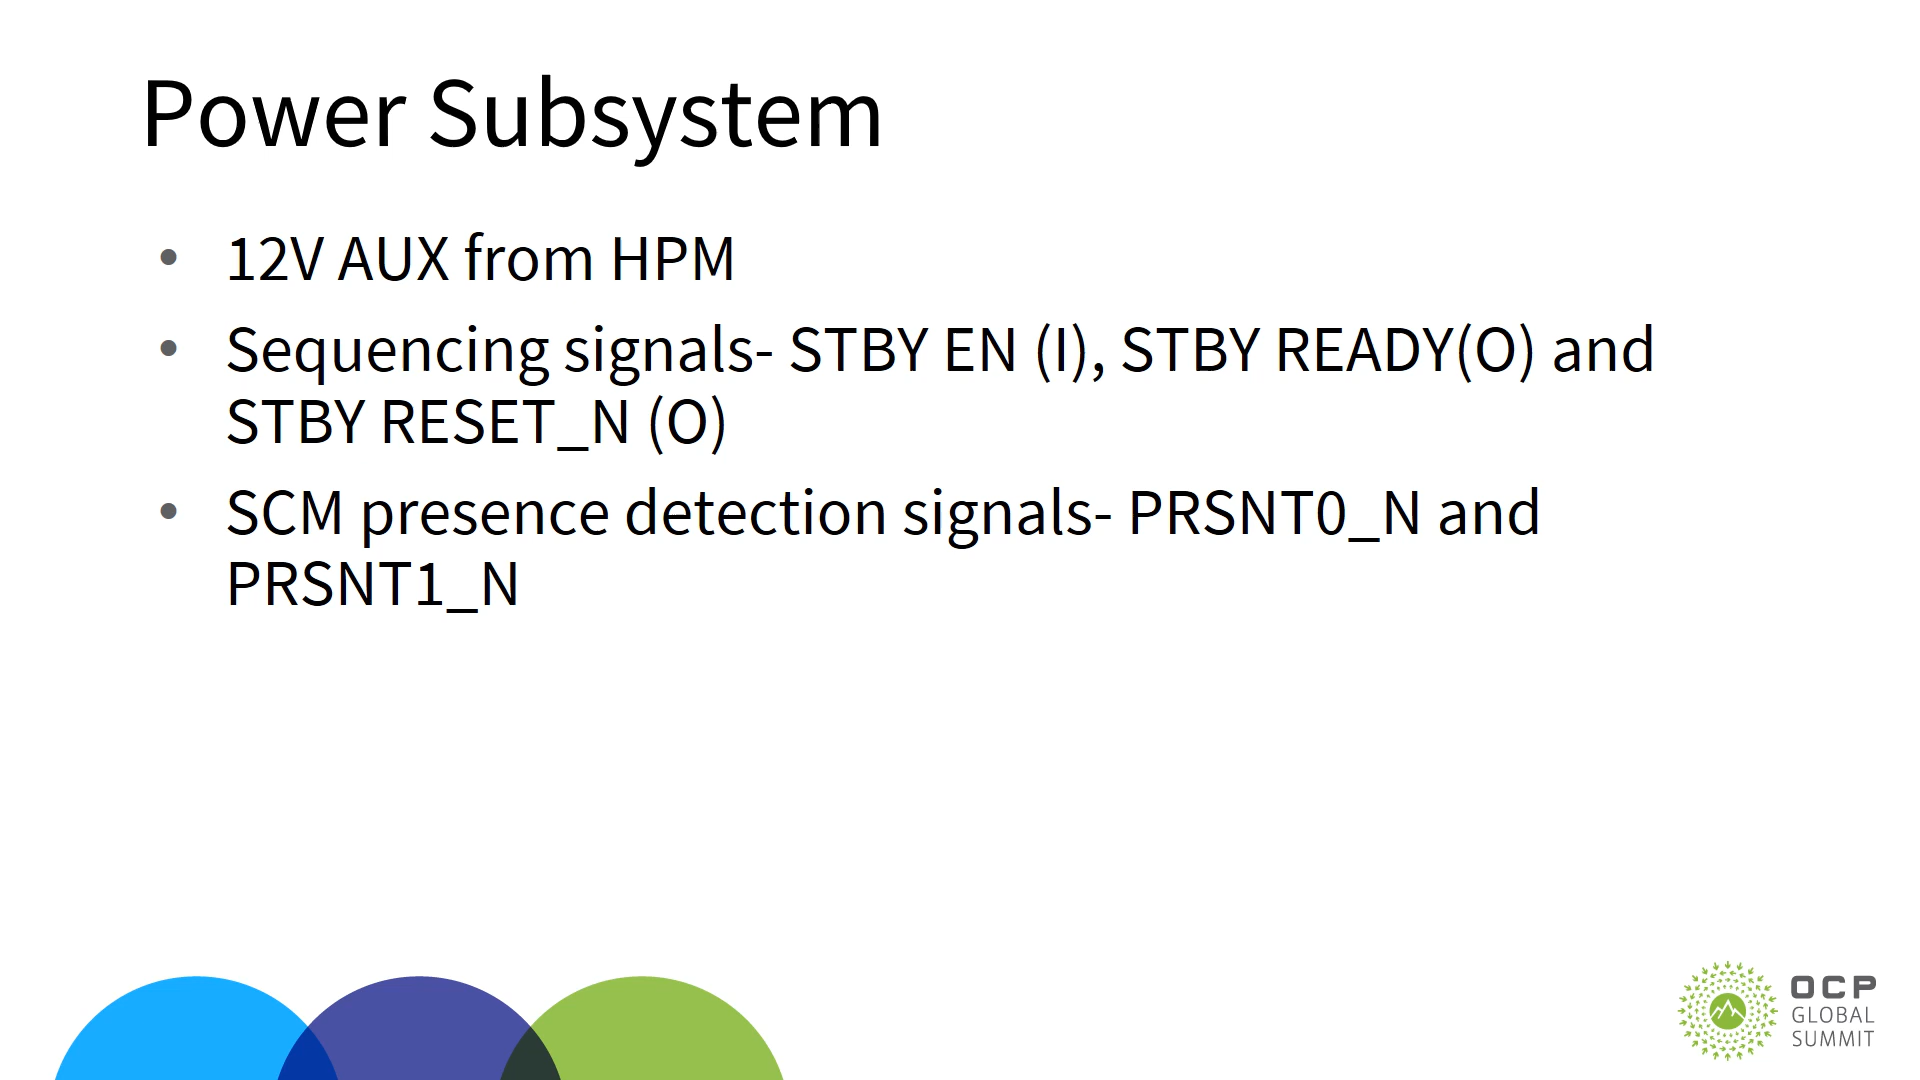 Power Subsystem
• 12V AUX from HPM
• Sequencing signals- STBY EN (I), STBY READY(O) and
STBY RESET_N (O)
• SCM presence detection signals- PRSNT0_N and
PRSNT1_N
OCP
GLOBAL
SUMMIT